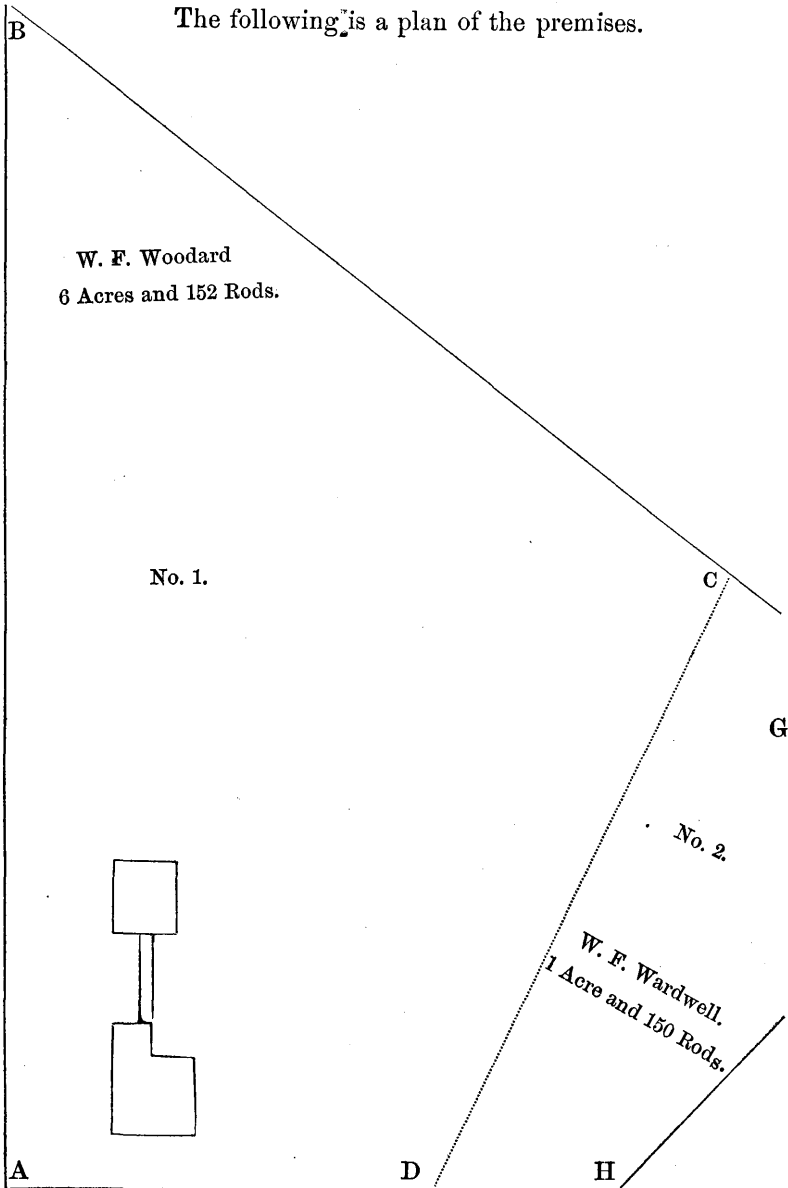 The following is a plan of the premises.
B
W. F. Woodard
6 Acres and 152 Rods.
No. 1.
C
G
No. 2.
W. F. Wardwell.
1 Acre and 150 Rods.
A
D
H